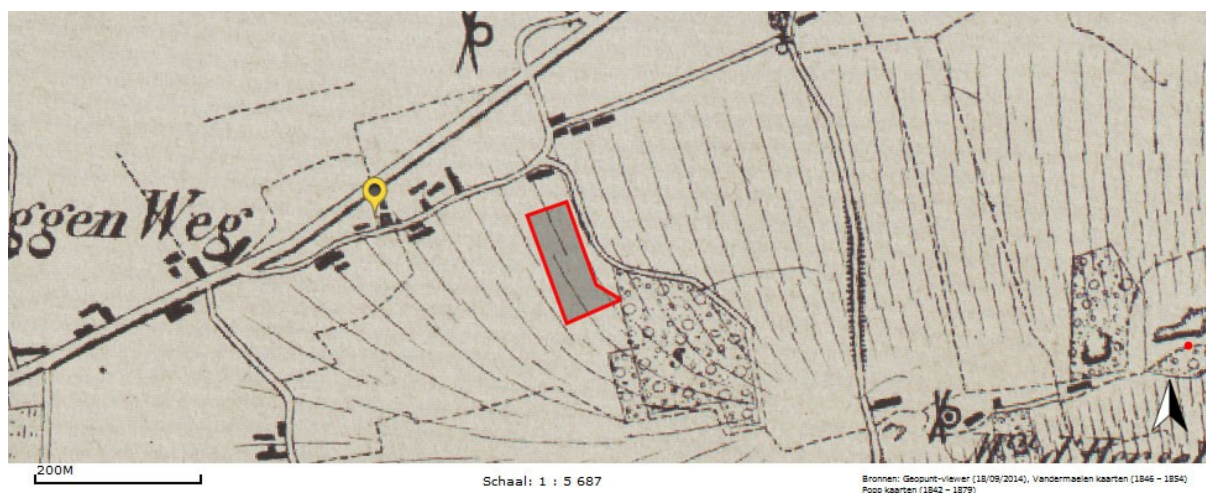 ggen Weg
200M
Schaal: 1 : 5 687
Bronnen: Geopunt-viewer (18/09/2014), Vandermaelen kaarten (1846 – 1854)
Popp kaarten (1842 – 1879)